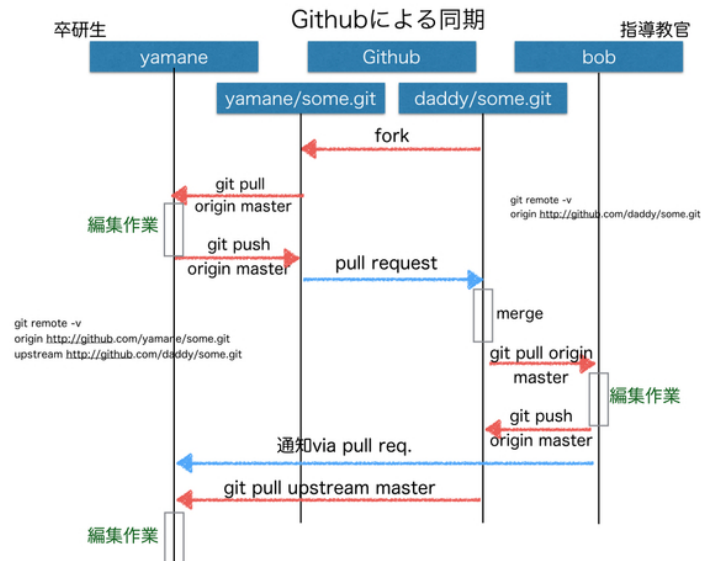 Githubによる同期
卒研生
指導教官
yamane
Github
bob
yamane/some.git
daddy/some.git
fork
git pull
origin master
git remote -v
origin http://github.com/daddy/some.git
編集作業
git push
origin master
pull request
merge
git remote -v
origin http://github.com/yamane/some.git
upstream http://github.com/daddy/some.git
git pull origin
master
編集作業
git push
origin master
通知via pull req.
git pull upstream master
編集作業